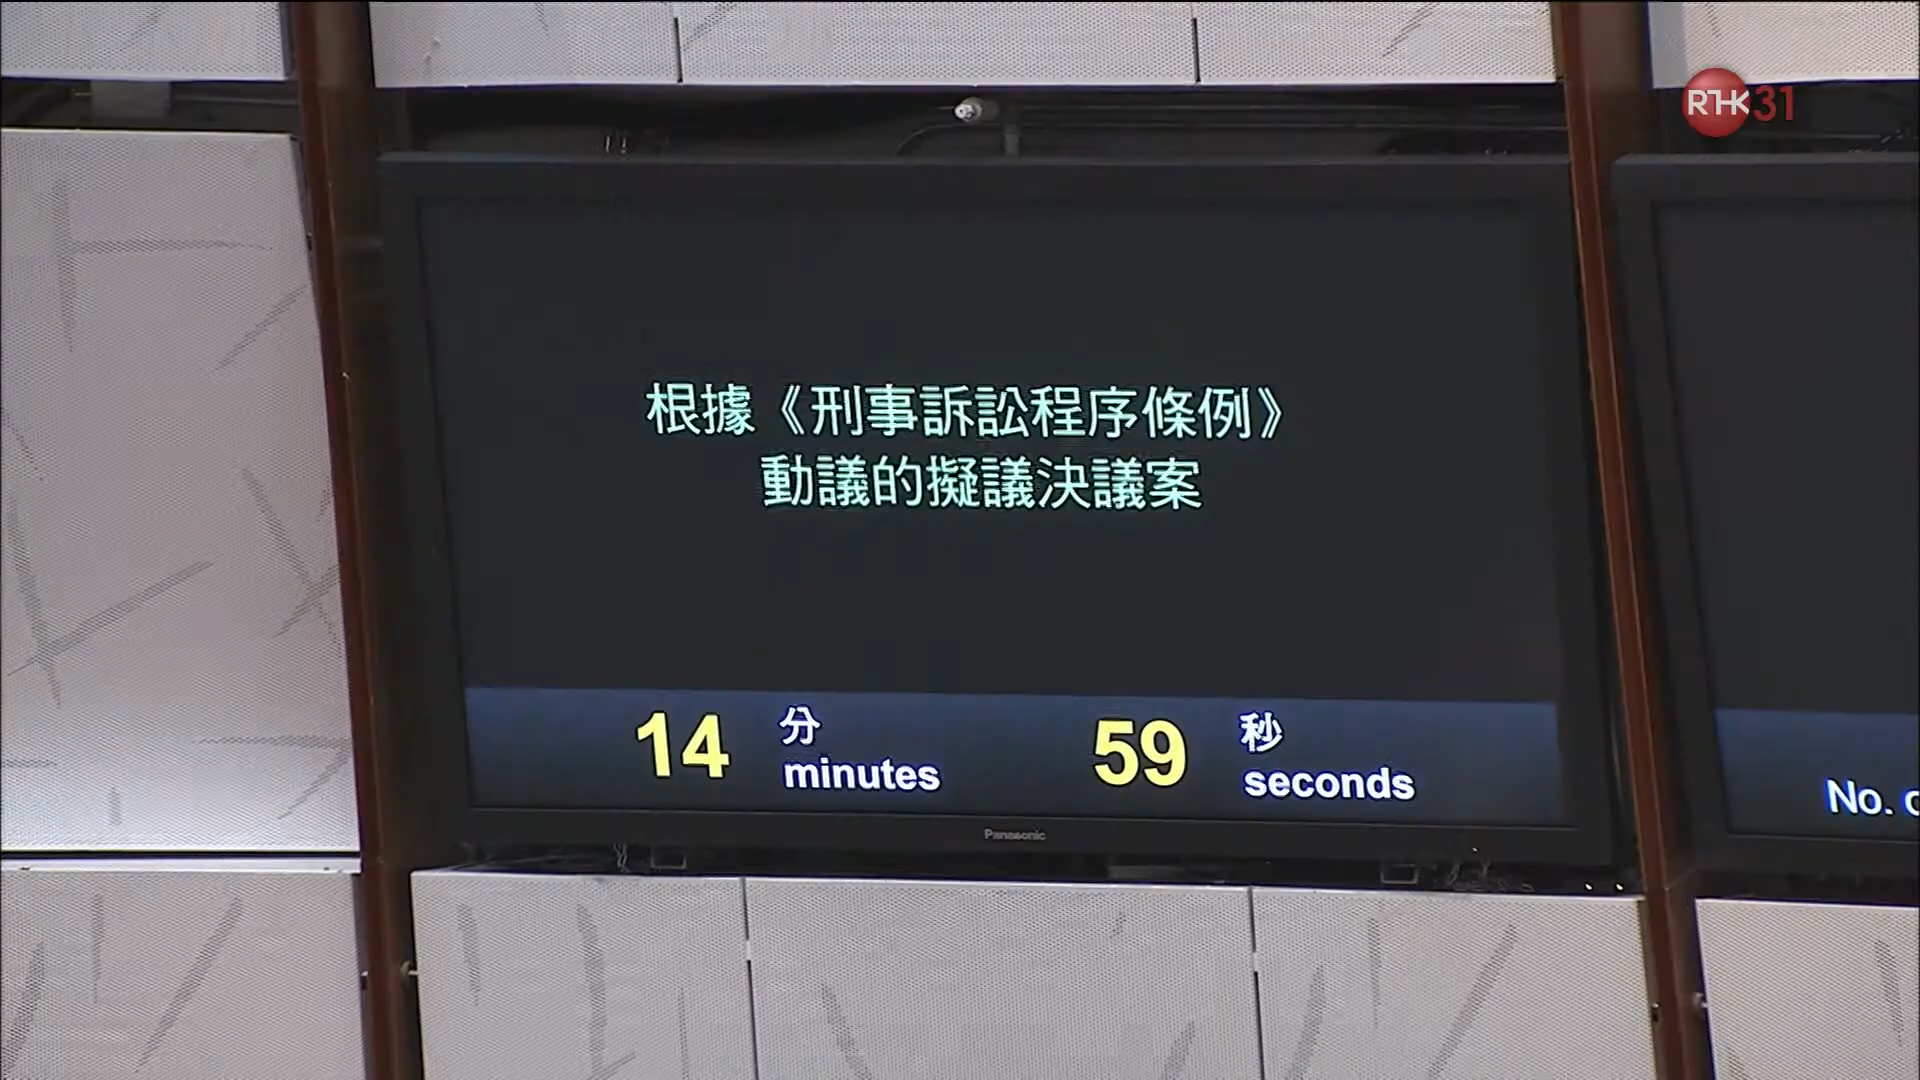 RTHK31
根據《刑事訴訟程序條例》
動議的擬議決議案
14 分 59 秒
minutes seconds
Panasonic
No.